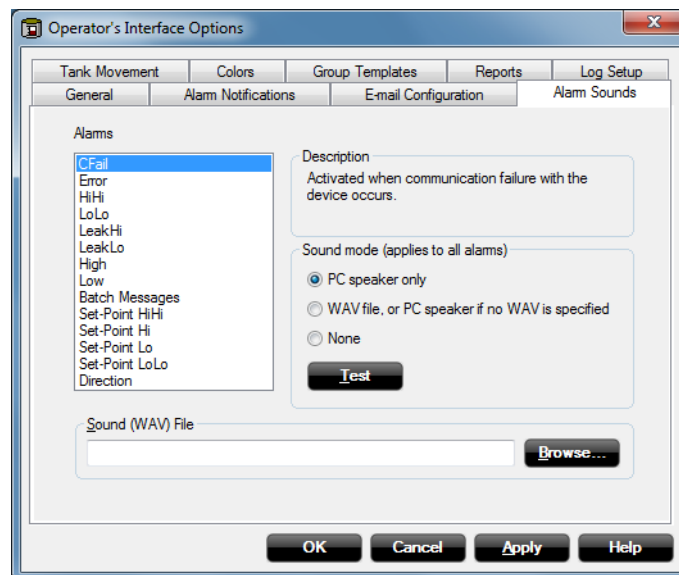 Operator's Interface Options
Tank Movement
Colors
Group Templates
Reports
Log Setup
General
Alarm Notifications
E-mail Configuration
Alarm Sounds
Alarms
CFail
Error
HiHi
LoLo
LeakHi
LeakLo
High
Low
Batch Messages
Set-Point HiHi
Set-Point Hi
Set-Point Lo
Set-Point LoLo
Direction
Description
Activated when communication failure with the
device occurs.
Sound mode (applies to all alarms)
PC speaker only
WAV file, or PC speaker if no WAV is specified
None
Test
Sound (WAV) File
Browse...
OK
Cancel
Apply
Help